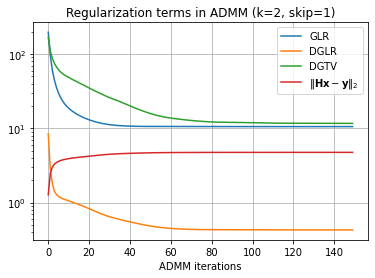 Regularization terms in ADMM (k=2, skip=1)
GLR
DGLR
DGTV
‖Hx − y‖₂
10²
10¹
10⁰
0 20 40 60 80 100 120 140
ADMM iterations